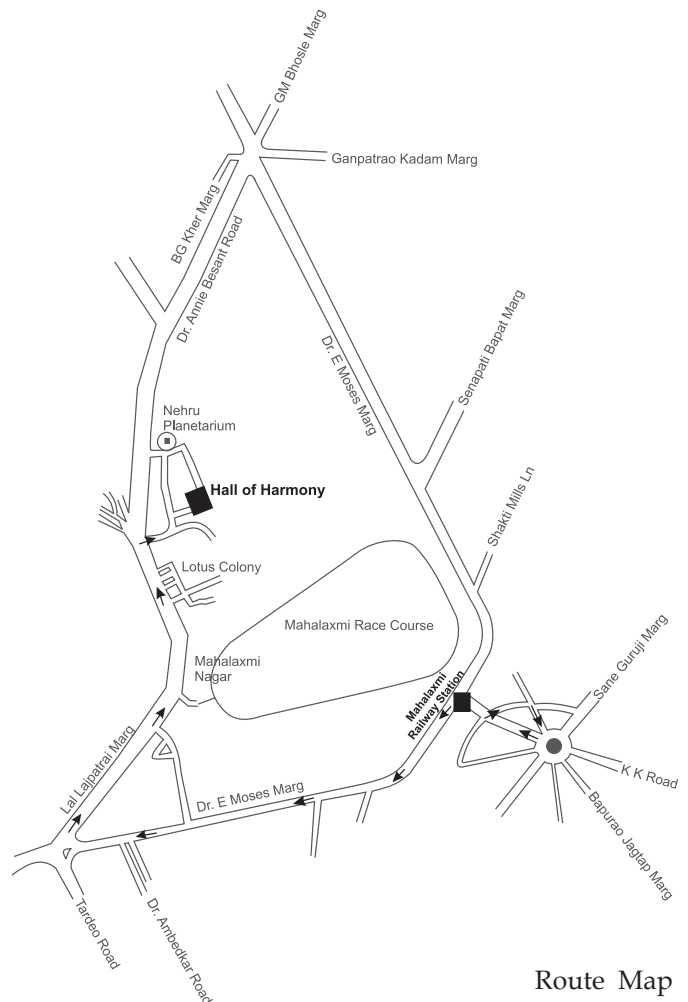 GM Bhosle Marg
Ganpatrao Kadam Marg
BG Kher Marg
Dr. Annie Besant Road
Dr. E Moses Marg
Senapati Bapat Marg
Nehru
Planetarium
Hall of Harmony
Shakti Mills Ln
Lotus Colony
Mahalaxmi Race Course
Mahalaxmi
Nagar
Mahalaxmi
Railway Station
Sane Guruji Marg
K K Road
Bapurao Jagtap Marg
Lal Lajpatrai Marg
Dr. E Moses Marg
Tardeo Road
Dr. Ambedkar Road
Route Map